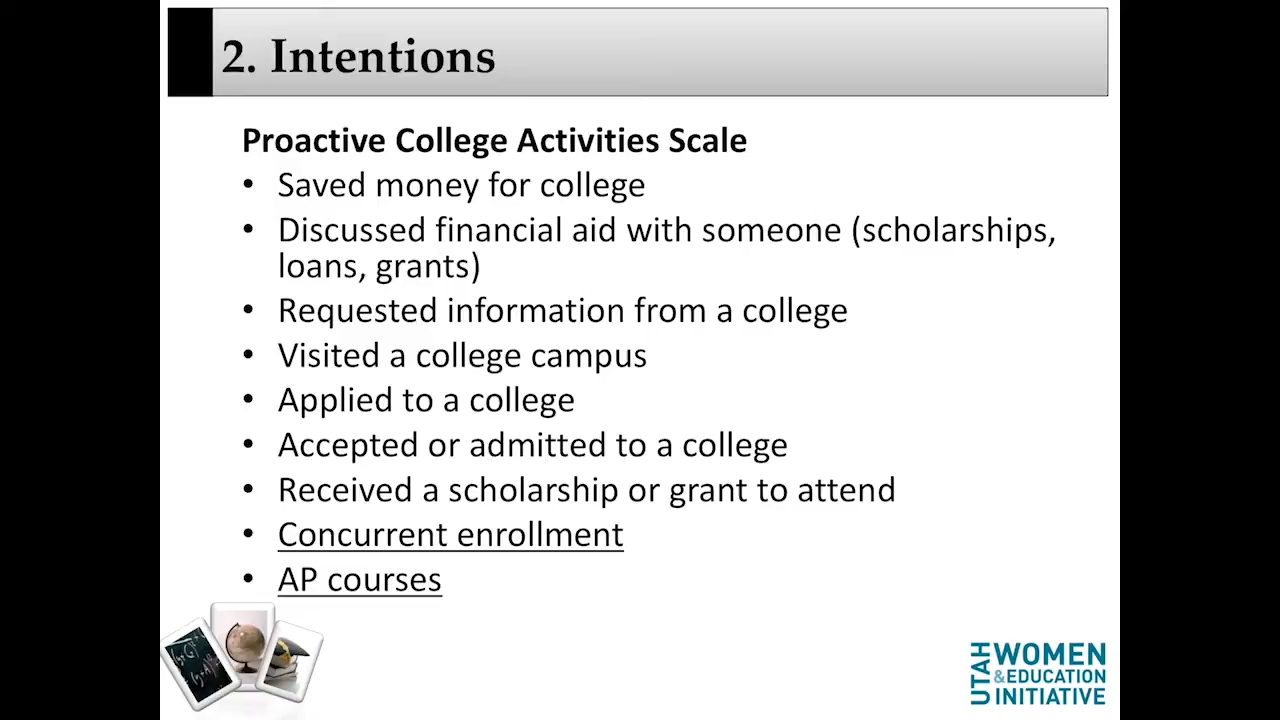 2. Intentions
Proactive College Activities Scale
• Saved money for college
• Discussed financial aid with someone (scholarships,
loans, grants)
• Requested information from a college
• Visited a college campus
• Applied to a college
• Accepted or admitted to a college
• Received a scholarship or grant to attend
• Concurrent enrollment
• AP courses
UTAH
WOMEN
&EDUCATION
INITIATIVE